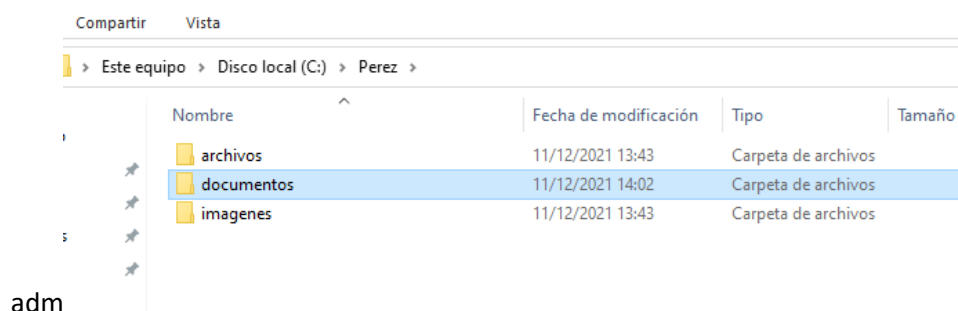 Compartir Vista
> Este equipo > Disco local (C:) > Perez >
Nombre Fecha de modificación Tipo Tamaño
archivos 11/12/2021 13:43 Carpeta de archivos
documentos 11/12/2021 14:02 Carpeta de archivos
imagenes 11/12/2021 13:43 Carpeta de archivos
s
adm